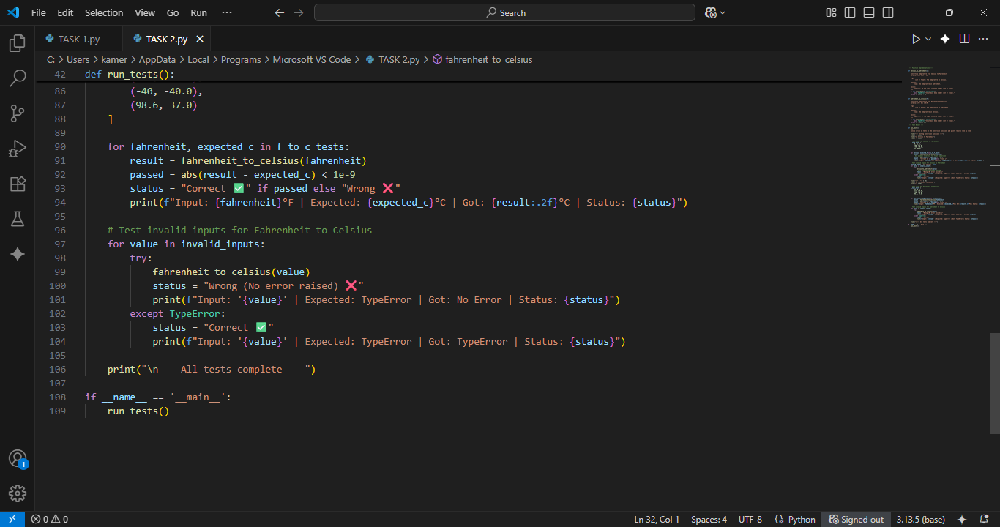 File Edit Selection View Go Run ··· Search
TASK 1.py TASK 2.py
C: > Users > kamer > AppData > Local > Programs > Microsoft VS Code > TASK 2.py > fahrenheit_to_celsius
42 def run_tests():
86 (-40, -40.0),
87 (98.6, 37.0)
88 ]
89
90 for fahrenheit, expected_c in f_to_c_tests:
91 result = fahrenheit_to_celsius(fahrenheit)
92 passed = abs(result - expected_c) < 1e-9
93 status = "Correct ✅" if passed else "Wrong ❌"
94 print(f"Input: {fahrenheit}°F | Expected: {expected_c}°C | Got: {result:.2f}°C | Status: {status}")
95
96 # Test invalid inputs for Fahrenheit to Celsius
97 for value in invalid_inputs:
98 try:
99 fahrenheit_to_celsius(value)
100 status = "Wrong (No error raised) ❌"
101 print(f"Input: '{value}' | Expected: TypeError | Got: No Error | Status: {status}")
102 except TypeError:
103 status = "Correct ✅"
104 print(f"Input: '{value}' | Expected: TypeError | Got: TypeError | Status: {status}")
105
106 print("\n--- All tests complete ---")
107
108 if __name__ == '__main__':
109 run_tests()
1
0 0 Ln 32, Col 1 Spaces: 4 UTF-8 {} Python Signed out 3.13.5 (base)